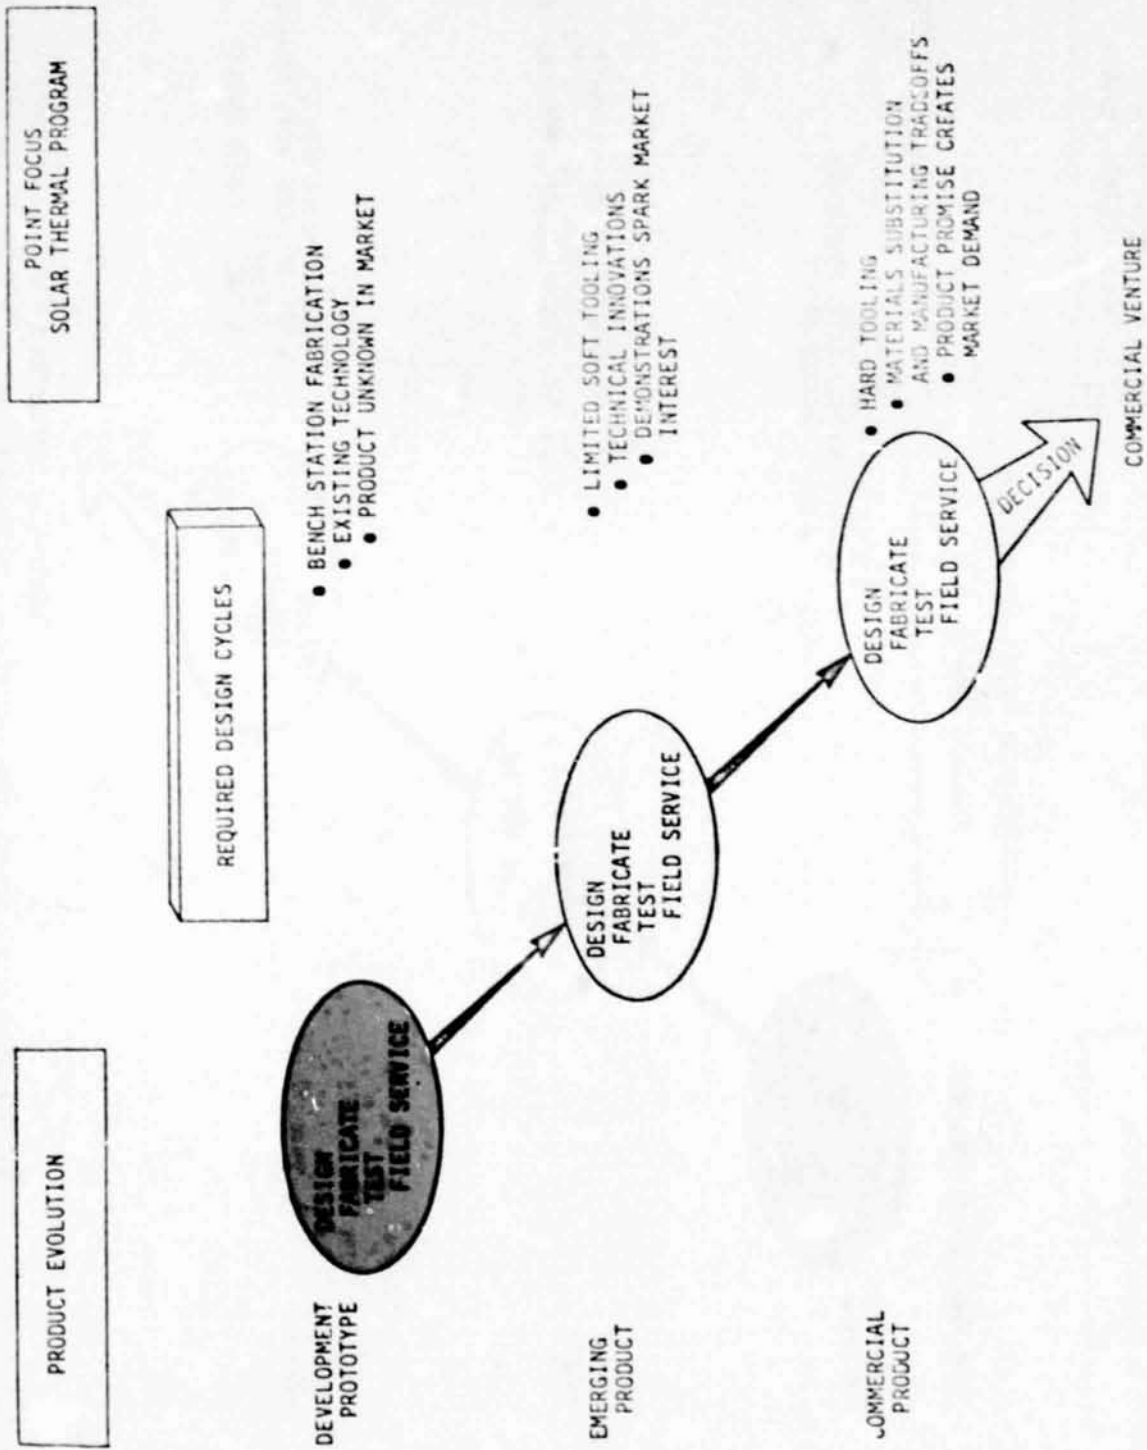 PRODUCT EVOLUTION
POINT FOCUS
SOLAR THERMAL PROGRAM
REQUIRED DESIGN CYCLES
DEVELOPMENT
PROTOTYPE
DESIGN
FABRICATE
TEST
FIELD SERVICE
• BENCH STATION FABRICATION
• EXISTING TECHNOLOGY
• PRODUCT UNKNOWN IN MARKET
EMERGING
PRODUCT
DESIGN
FABRICATE
TEST
FIELD SERVICE
• LIMITED SOFT TOOLING
• TECHNICAL INNOVATIONS
• DEMONSTRATIONS SPARK MARKET
INTEREST
COMMERCIAL
PRODUCT
DESIGN
FABRICATE
TEST
FIELD SERVICE
• HARD TOOLING
• MATERIALS SUBSTITUTION
AND MANUFACTURING TRADEOFFS
• PRODUCT PROMISE CREATES
MARKET DEMAND
DECISION
COMMERCIAL VENTURE